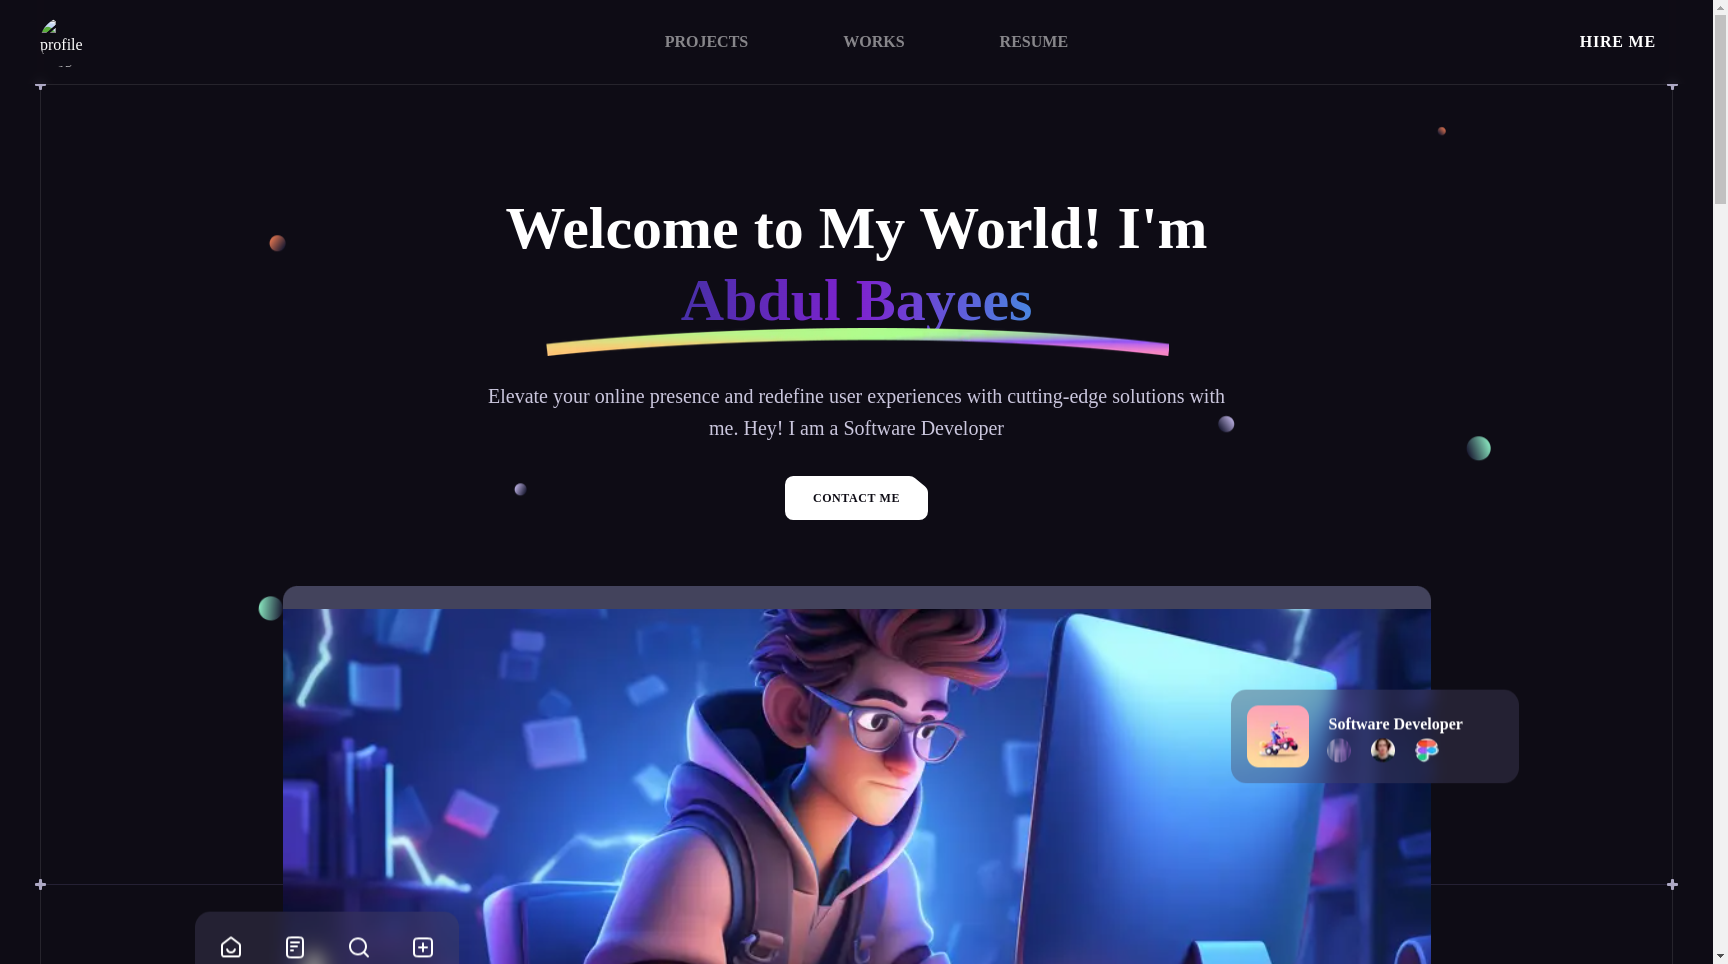 profile
PROJECTS
WORKS
RESUME
HIRE ME
Welcome to My World! I'm
Abdul Bayees
Elevate your online presence and redefine user experiences with cutting-edge solutions with
me. Hey! I am a Software Developer
CONTACT ME
Software Developer